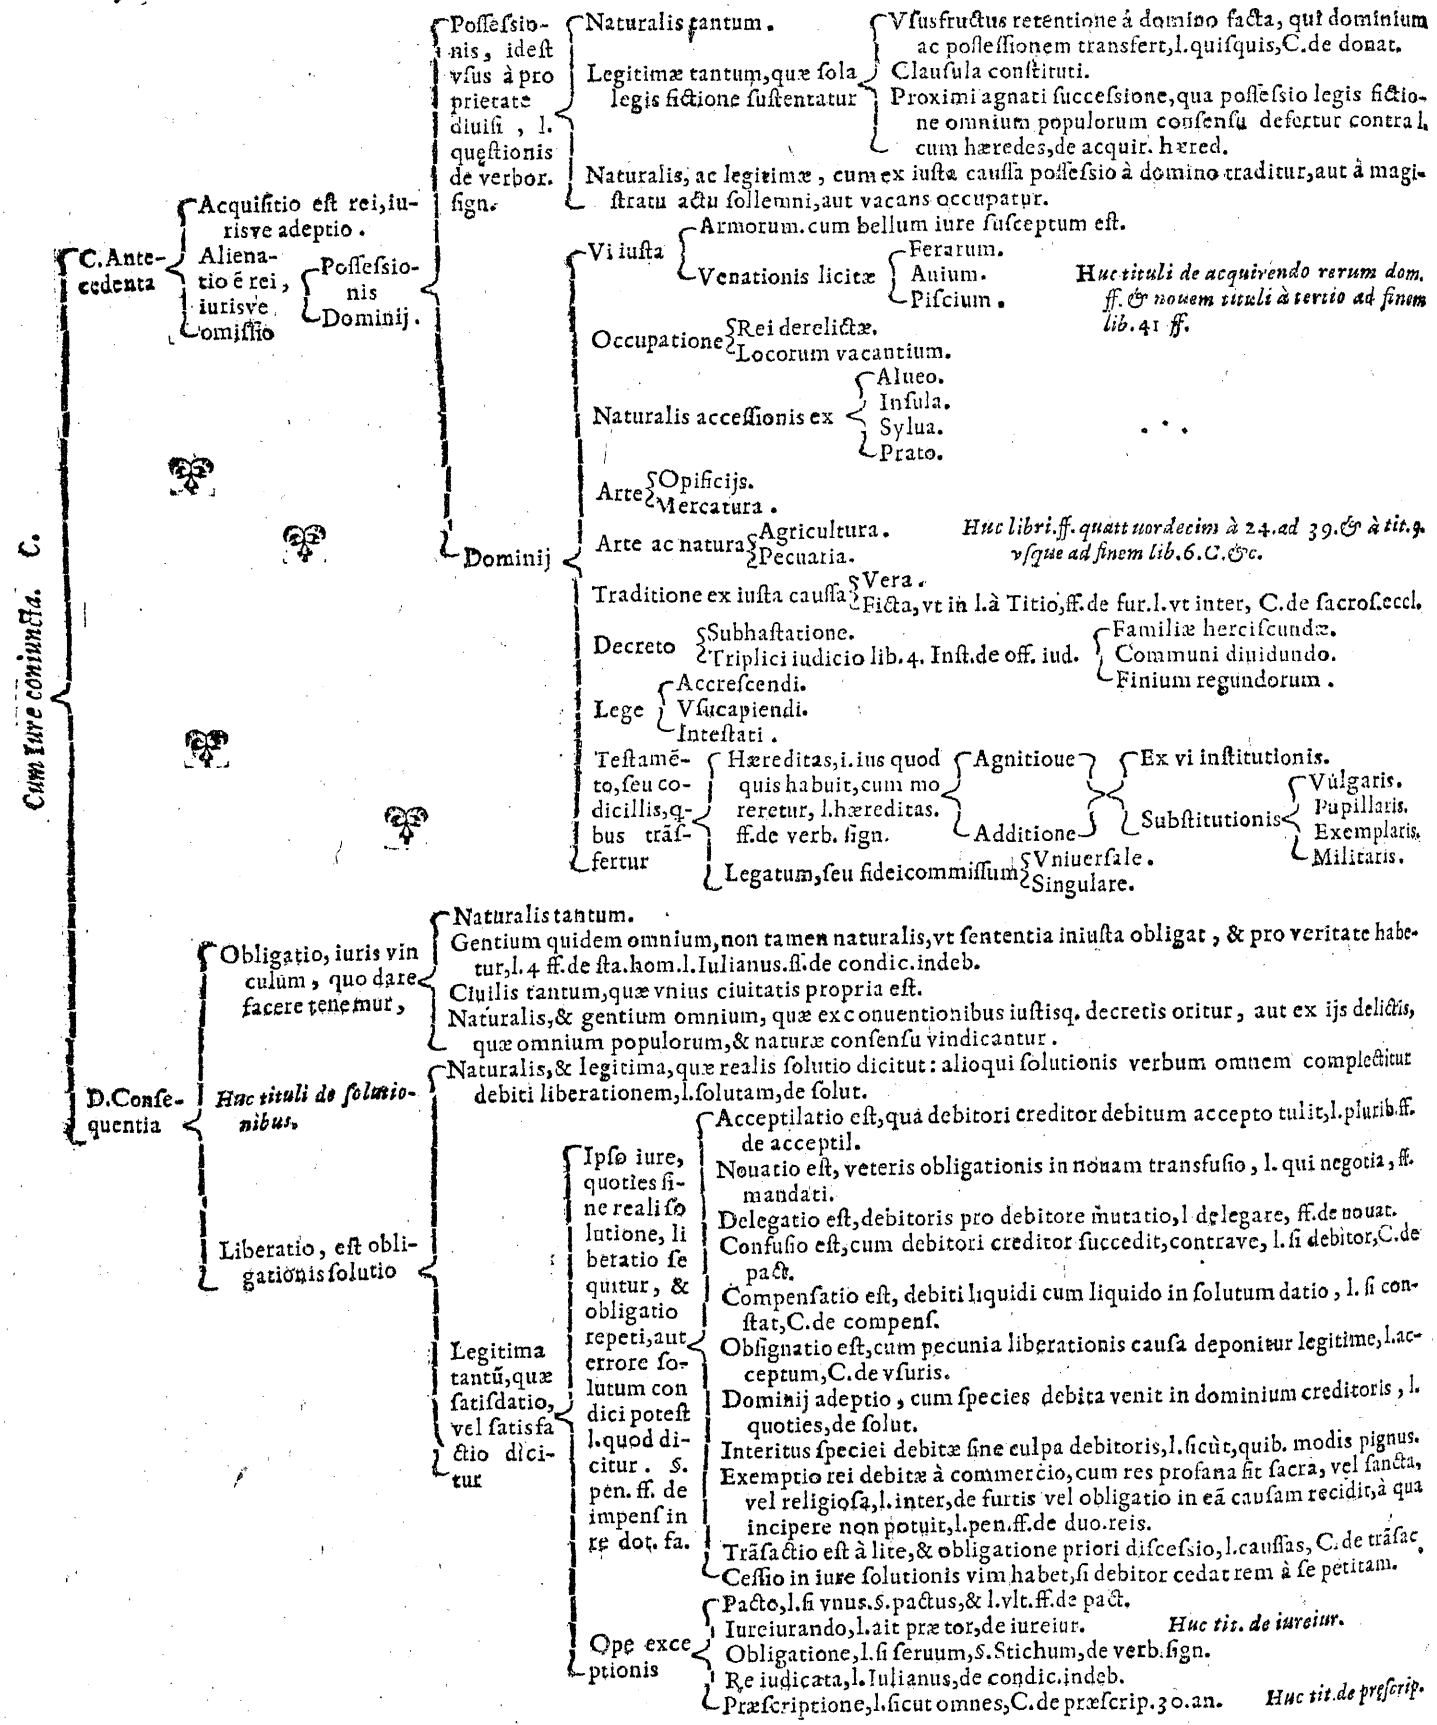 Cum Iure coniuncta. C.
C. Ante-
cedenta
Acquisitio est rei, iu-
risve adeptio.
Aliena-
tio ē rei,
iurisve
omissio
Possessio-
nis
Dominij.
Possessio-
nis, idest
vsus à pro
prietate
diuisi, l.
quęstionis
de verbor.
sign.
Naturalis tantum.
Legitimæ tantum, quæ sola
legis fictione sustentatur
Vsusfructus retentione á domino facta, qui dominium
ac possessionem transfert, l. quisquis, C. de donat.
Clausula constituti.
Proximi agnati successione, qua possessio legis fictio-
ne omnium populorum consensu defertur contra l.
cum hæredes, de acquir. hæred.
Naturalis, ac legitimæ, cum ex iusta caussa possessio à domino traditur, aut à magi-
stratu actu sollemni, aut vacans occupatur.
Dominij
Vi iusta
Armorum. cum bellum iure susceptum est.
Venationis licitæ
Ferarum.
Auium.
Piscium.
Huc tituli de acquirendo rerum dom.
ff. & nouem tituli à tertio ad finem
lib. 41 ff.
Occupatione
Rei derelictæ.
Locorum vacantium.
Naturalis accessionis ex
Alueo.
Insula.
Sylua.
Prato.
Arte
Opificijs.
Mercatura.
Arte ac natura
Agricultura.
Pecuaria.
Huc libri. ff. quattuordecim à 24. ad 39. & à tit. 9.
vsque ad finem lib. 6. C. &c.
Traditione ex iusta caussa
Vera.
Ficta, vt in l. à Titio, ff. de fur. l. vt inter, C. de sacros. eccl.
Decreto
Subhastatione.
Triplici iudicio lib. 4. Inst. de off. iud.
Familiæ herciscundæ.
Communi diuidundo.
Finium regundorum.
Lege
Accrescendi.
Vsucapiendi.
Intestati.
Testamē-
to, seu co-
dicillis, q-
bus trās-
fertur
Hæreditas, i. ius quod
quis habuit, cum mo
reretur, l. hæreditas.
ff. de verb. sign.
Agnitioue
Additione
Ex vi institutionis.
Substitutionis
Vulgaris.
Pupillaris.
Exemplaris.
Militaris.
Legatum, seu fideicommissum
Vniuersale.
Singulare.
D. Conse-
quentia
Obligatio, iuris vin
culum, quo dare
facere tenemur,
Naturalis tantum.
Gentium quidem omnium, non tamen naturalis, vt sententia iniusta obligat, & pro veritate habe-
tur, l. 4 ff. de sta. hom. l. Iulianus. ff. de condic. indeb.
Ciuilis tantum, quæ vnius ciuitatis propria est.
Naturalis, & gentium omnium, quæ ex conuentionibus iustisq. decretis oritur, aut ex ijs delictis,
quæ omnium populorum, & naturæ consensu vindicantur.
Huc tituli de solutio-
nibus.
Liberatio, est obli-
gationis solutio
Naturalis, & legitima, quæ realis solutio dicitut: alioqui solutionis verbum omnem complectitur
debiti liberationem, l. solutam, de solut.
Legitima
tantū, quæ
satisdatio,
vel satisfa
ctio dici-
tur
Ipso iure,
quoties si-
ne reali so
lutione, li
beratio se
quitur, &
obligatio
repeti, aut
errore so-
lutum con
dici potest
l. quod di-
citur. §.
pen. ff. de
impens in
re dot. fa.
Acceptilatio est, qua debitori creditor debitum accepto tulit, l. plurib. ff.
de acceptil.
Nouatio est, veteris obligationis in nouam transfusio, l. qui negotia, ff.
mandati.
Delegatio est, debitoris pro debitore mutatio, l delegare, ff. de nouat.
Confusio est, cum debitori creditor succedit, contrave, l. si debitor, C. de
pact.
Compensatio est, debiti liquidi cum liquido in solutum datio, l. si con-
stat, C. de compens.
Obsignatio est, cum pecunia liberationis causa deponitur legitime, l. ac-
ceptum, C. de vsuris.
Dominij adeptio, cum species debita venit in dominium creditoris, l.
quoties, de solut.
Interitus speciei debitæ sine culpa debitoris, l. sicùt, quib. modis pignus.
Exemptio rei debitæ à commercio, cum res profana fit sacra, vel sancta,
vel religiosa, l. inter, de furtis vel obligatio in eā causam recidit, à qua
incipere non potuit, l. pen. ff. de duo. reis.
Trāsactio est à lite, & obligatione priori discessio, l. caussas, C. de trāsac.
Cessio in iure solutionis vim habet, si debitor cedat rem à se petitam.
Ope exce
ptionis
Pacto, l. si vnus. §. pactus, & l. vlt. ff. de pact.
Iureiurando, l. ait prætor, de iureiur.
Huc tit. de iureiur.
Obligatione, l. si seruum, §. Stichum, de verb. sign.
Re iudicata, l. Iulianus, de condic. indeb.
Præscriptione, l. sicut omnes, C. de præscrip. 30. an.
Huc tit. de pręscrip.